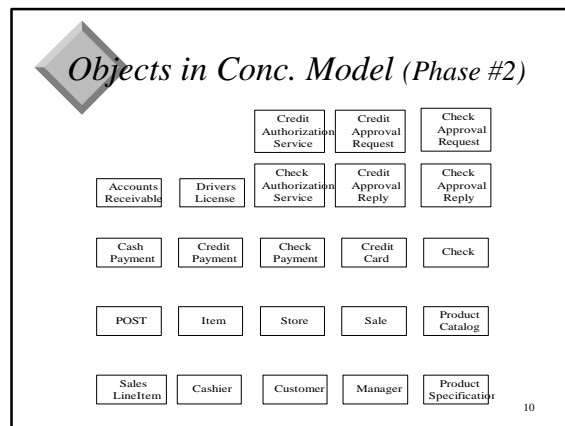 Objects in Conc. Model (Phase #2)
Credit
Authorization
Service
Credit
Approval
Request
Check
Approval
Request
Accounts
Receivable
Drivers
License
Check
Authorization
Service
Credit
Approval
Reply
Check
Approval
Reply
Cash
Payment
Credit
Payment
Check
Payment
Credit
Card
Check
POST
Item
Store
Sale
Product
Catalog
Sales
LineItem
Cashier
Customer
Manager
Product
Specification
10